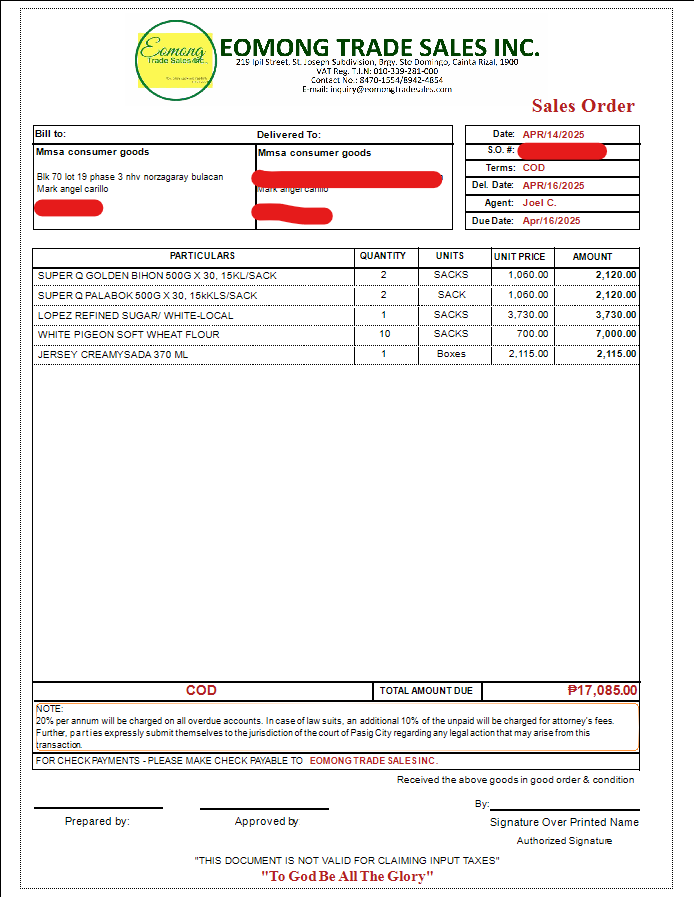 Eomong
Trade Sales Inc.
EOMONG TRADE SALES INC.
219 Ipil Street, St. Joseph Subdivision, Brgy. Sto Domingo, Cainta Rizal, 1900
VAT Reg. T.I.N: 010-339-281-000
Contact No.: 8470-1554/8942-4854
E-mail: inquiry@eomongtradesales.com
Sales Order
Bill to:
Mmsa consumer goods
Blk 70 lot 19 phase 3 nhv norzagaray bulacan
Mark angel carillo
Delivered To:
Mmsa consumer goods
Mark angel carillo
Date: APR/14/2025
S.O. #:
Terms: COD
Del. Date: APR/16/2025
Agent: Joel C.
Due Date: Apr/16/2025
PARTICULARS QUANTITY UNITS UNIT PRICE AMOUNT
SUPER Q GOLDEN BIHON 500G X 30, 15KL/SACK 2 SACKS 1,060.00 2,120.00
SUPER Q PALABOK 500G X 30, 15kKLS/SACK 2 SACK 1,060.00 2,120.00
LOPEZ REFINED SUGAR/ WHITE-LOCAL 1 SACKS 3,730.00 3,730.00
WHITE PIGEON SOFT WHEAT FLOUR 10 SACKS 700.00 7,000.00
JERSEY CREAMYSADA 370 ML 1 Boxes 2,115.00 2,115.00
COD TOTAL AMOUNT DUE ₱17,085.00
NOTE:
20% per annum will be charged on all overdue accounts. In case of law suits, an additional 10% of the unpaid will be charged for attorney's fees.
Further, parties expressly submit themselves to the jurisdiction of the court of Pasig City regarding any legal action that may arise from this
transaction.
FOR CHECK PAYMENTS - PLEASE MAKE CHECK PAYABLE TO EOMONG TRADE SALES INC.
Received the above goods in good order & condition
By:
Prepared by: Approved by Signature Over Printed Name
Authorized Signature
"THIS DOCUMENT IS NOT VALID FOR CLAIMING INPUT TAXES"
"To God Be All The Glory"